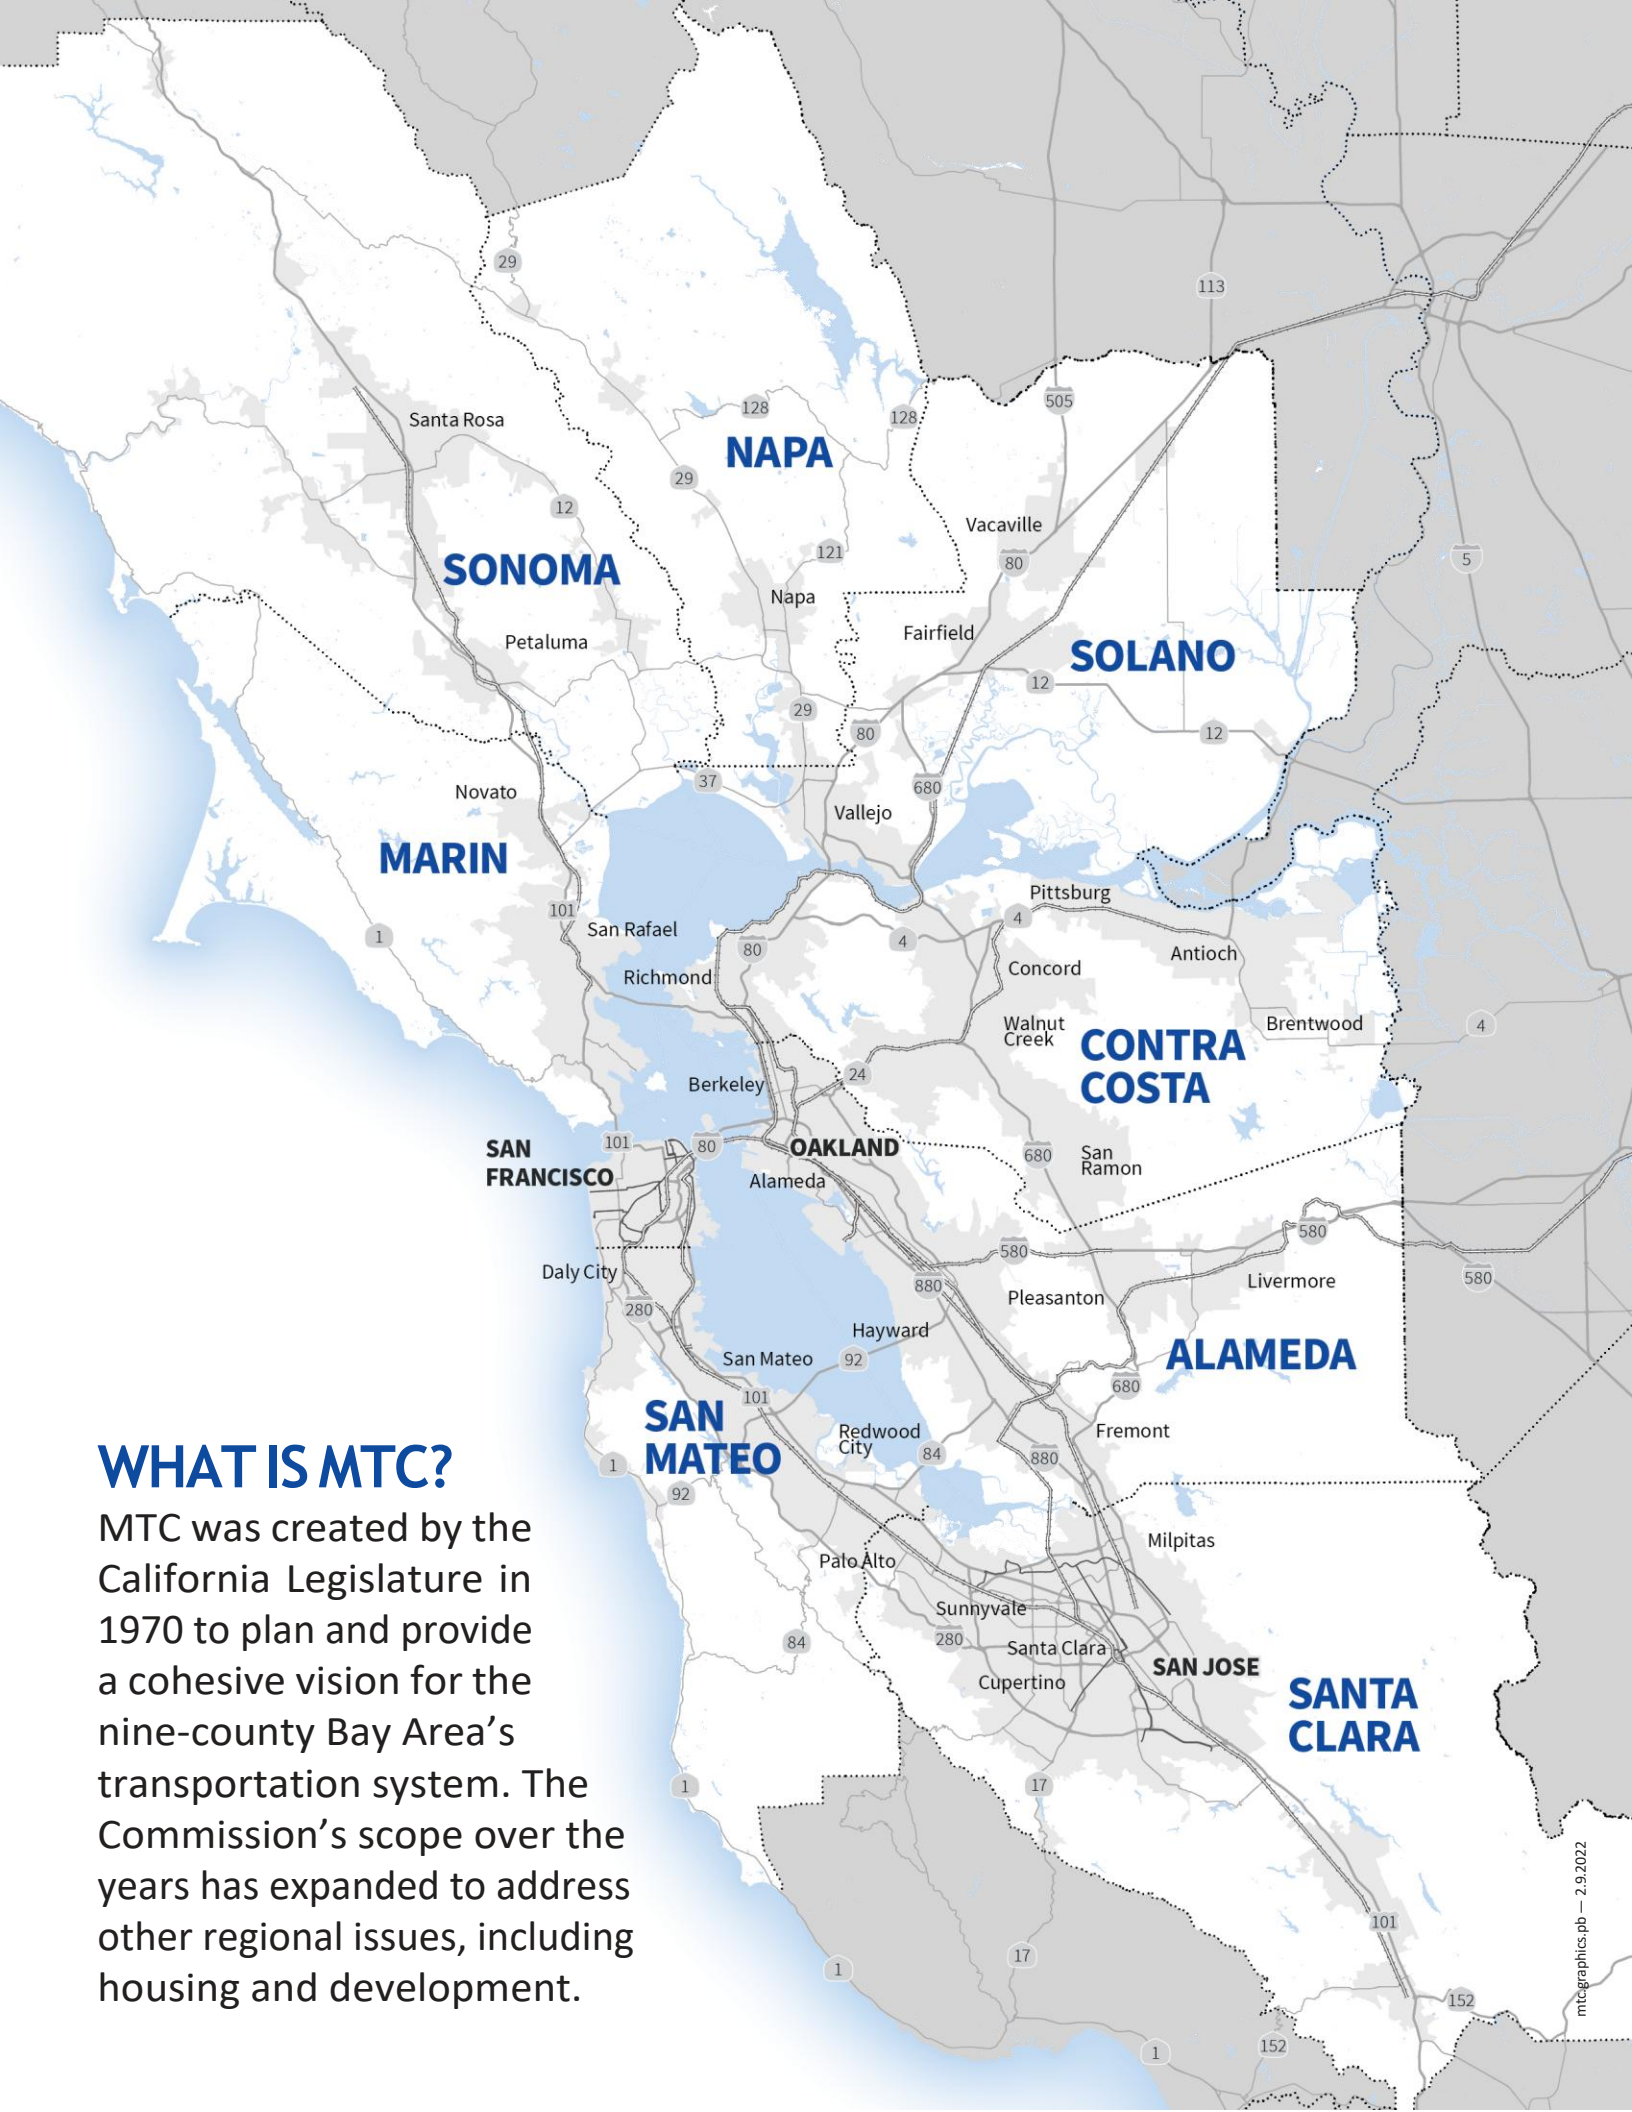 29
113
128
128
505
Santa Rosa
NAPA
29
12
Vacaville
121
80
5
SONOMA
Napa
Fairfield
Petaluma
SOLANO
12
29
80
12
37
680
Novato
Vallejo
MARIN
Pittsburg
101
4
San Rafael
1
4
80
Antioch
Concord
Richmond
Walnut
Creek
Brentwood
4
CONTRA
COSTA
24
Berkeley
SAN
FRANCISCO
101
80
OAKLAND
680
San
Ramon
Alameda
580
580
Daly City
880
Livermore
580
Pleasanton
280
Hayward
San Mateo
92
ALAMEDA
680
101
SAN
MATEO
Redwood
City
84
Fremont
880
1
92
WHAT IS MTC?
MTC was created by the
California Legislature in
1970 to plan and provide
a cohesive vision for the
nine-county Bay Area’s
transportation system. The
Commission’s scope over the
years has expanded to address
other regional issues, including
housing and development.
Milpitas
Palo Alto
Sunnyvale
84
280
Santa Clara
Cupertino
SAN JOSE
SANTA
CLARA
1
17
101
17
1
152
152
1
mtc.graphics.pb — 2.9.2022